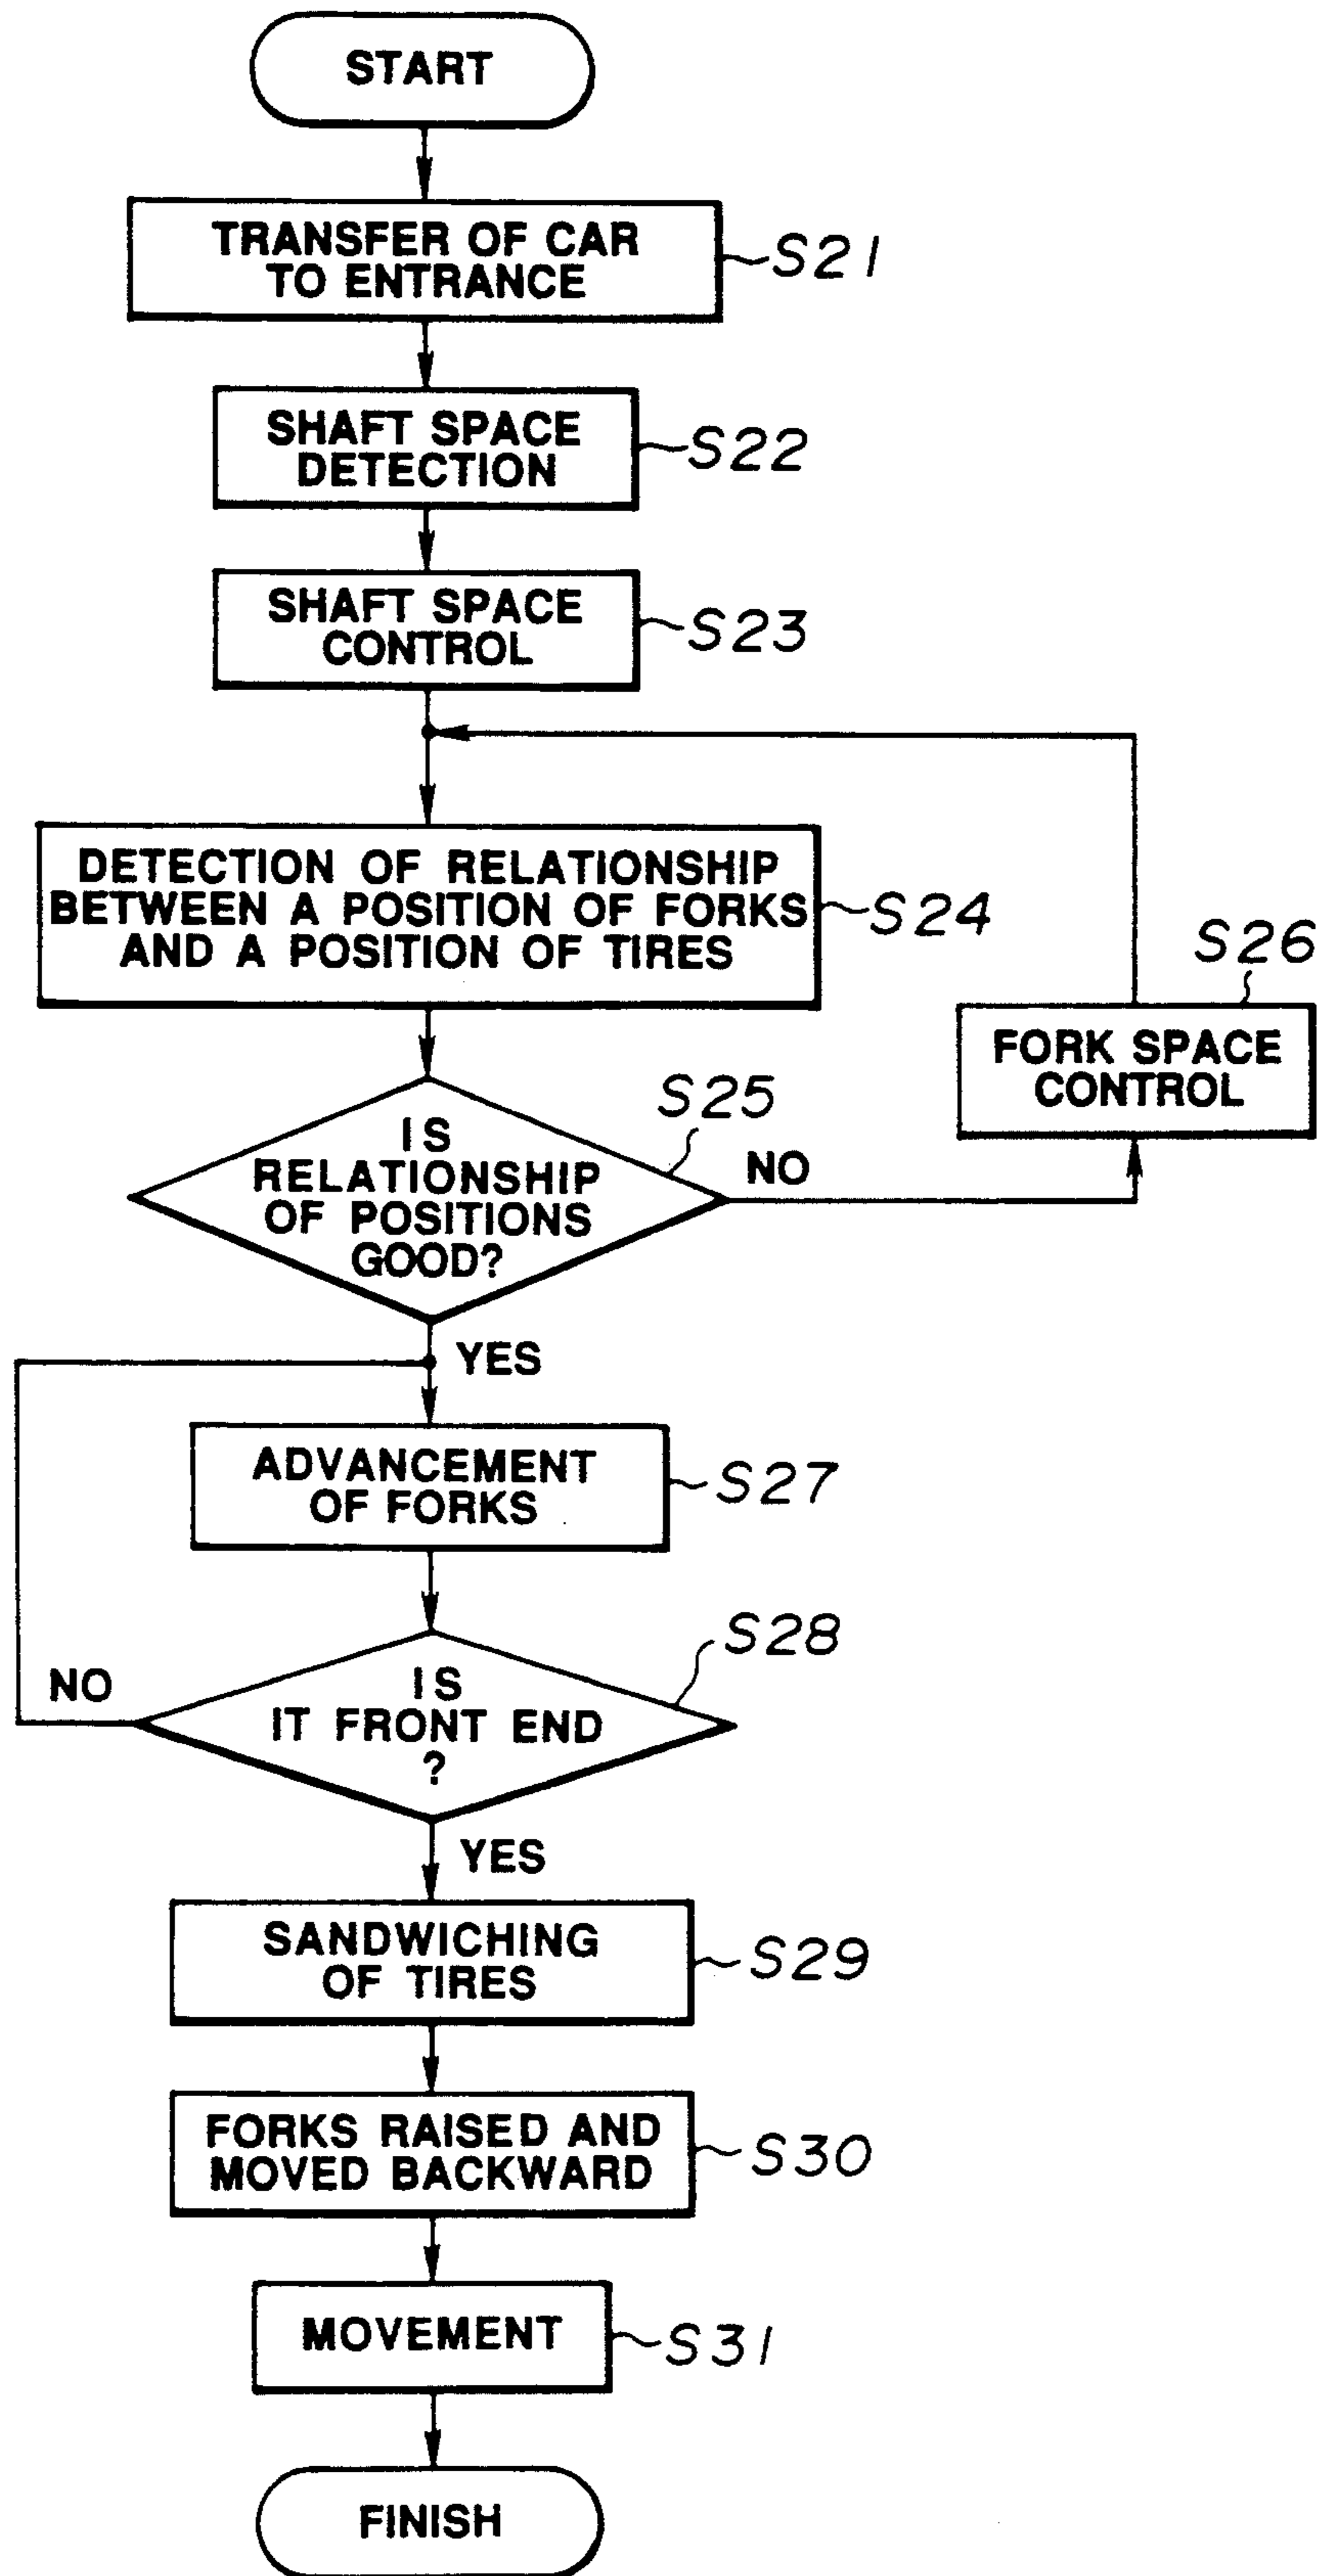 START
TRANSFER OF CAR
TO ENTRANCE
S21
SHAFT SPACE
DETECTION
S22
SHAFT SPACE
CONTROL
S23
DETECTION OF RELATIONSHIP
BETWEEN A POSITION OF FORKS
AND A POSITION OF TIRES
S24
S26
FORK SPACE
CONTROL
S25
IS
RELATIONSHIP
OF POSITIONS
GOOD?
NO
YES
ADVANCEMENT
OF FORKS
S27
S28
IS
IT FRONT END
?
NO
YES
SANDWICHING
OF TIRES
S29
FORKS RAISED AND
MOVED BACKWARD
S30
MOVEMENT
S31
FINISH